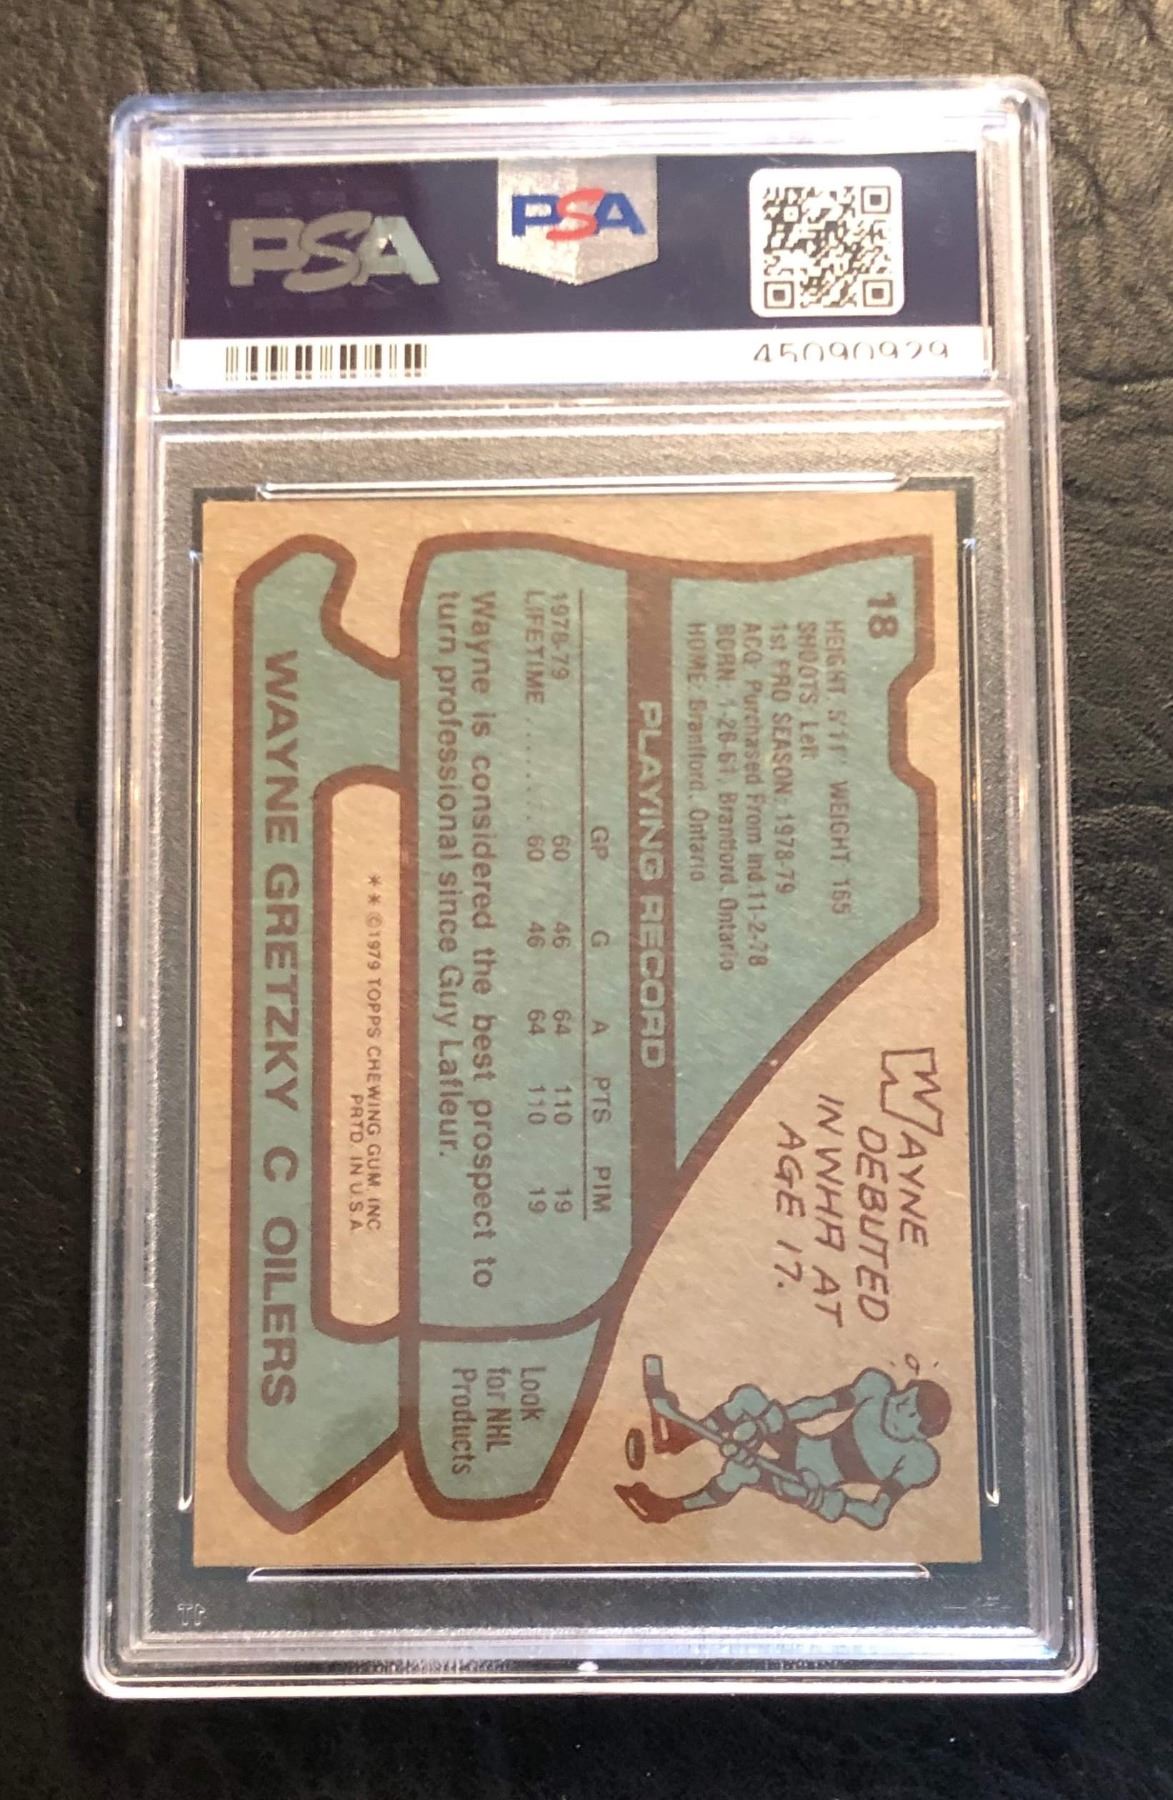 PSA
PSA
45090929
18
HEIGHT 5'11" WEIGHT 165
SHOOTS: Left
1st PRO SEASON: 1978-79
ACQ: Purchased From Ind. 11-2-78
BORN: 1-26-61, Brantford, Ontario
HOME: Brantford, Ontario
WAYNE
DEBUTED
IN WHA AT
AGE 17.
PLAYING RECORD
GP G A PTS PIM
1978-79 60 46 64 110 19
LIFETIME ....... 60 46 64 110 19
Wayne is considered the best prospect to
turn professional since Guy Lafleur.
Look
for NHL
Products
**©1979 TOPPS CHEWING GUM, INC.
PRTD. IN U.S.A.
WAYNE GRETZKY C OILERS